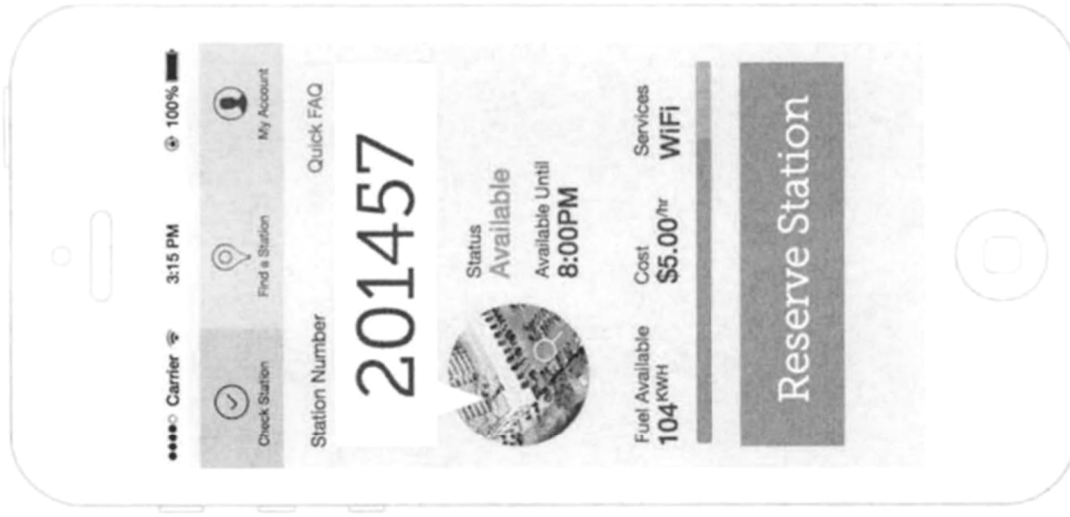 Carrier 3:15 PM 100%
Check Station Find a Station My Account
Station Number Quick FAQ
201457
Status
Available
Available Until
8:00PM
Fuel Available Cost Services
104KWH $5.00/hr WiFi
Reserve Station